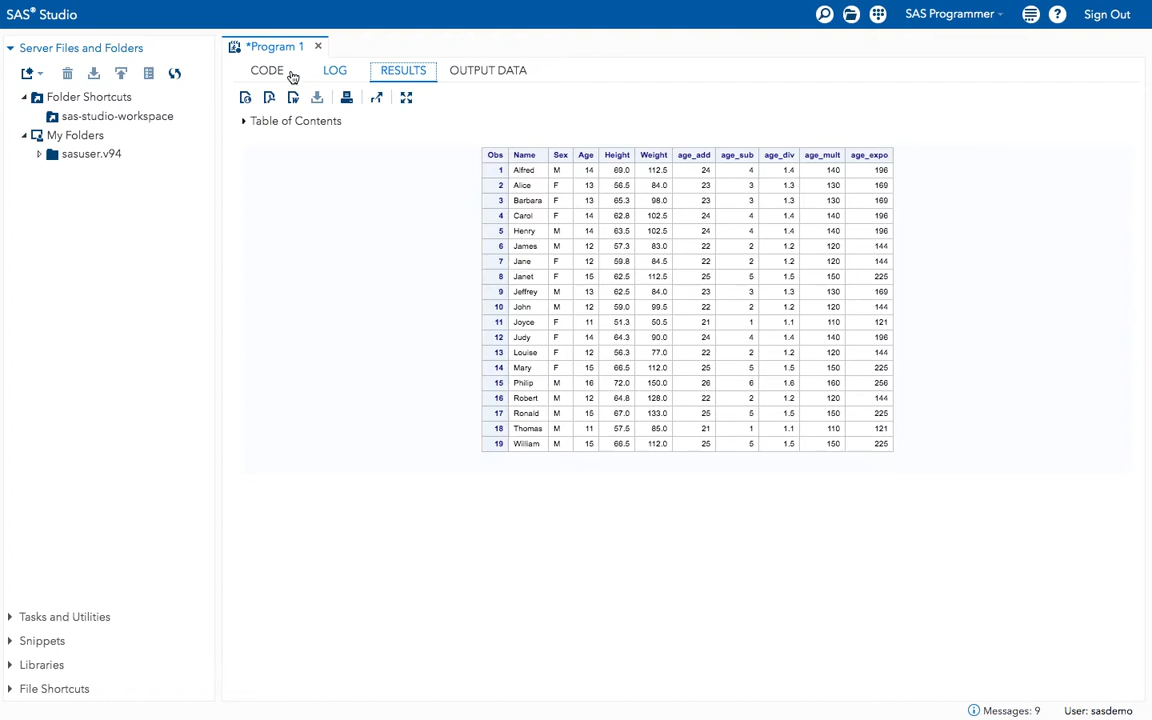 SAS® Studio
SAS Programmer
Sign Out
Server Files and Folders
Folder Shortcuts
sas-studio-workspace
My Folders
sasuser.v94
Tasks and Utilities
Snippets
Libraries
File Shortcuts
*Program 1
CODE LOG RESULTS OUTPUT DATA
Table of Contents
Obs Name Sex Age Height Weight age_add age_sub age_div age_mult age_expo
1 Alfred M 14 69.0 112.5 24 4 1.4 140 196
2 Alice F 13 56.5 84.0 23 3 1.3 130 169
3 Barbara F 13 65.3 98.0 23 3 1.3 130 169
4 Carol F 14 62.8 102.5 24 4 1.4 140 196
5 Henry M 14 63.5 102.5 24 4 1.4 140 196
6 James M 12 57.3 83.0 22 2 1.2 120 144
7 Jane F 12 59.8 84.5 22 2 1.2 120 144
8 Janet F 15 62.5 112.5 25 5 1.5 150 225
9 Jeffrey M 13 62.5 84.0 23 3 1.3 130 169
10 John M 12 59.0 99.5 22 2 1.2 120 144
11 Joyce F 11 51.3 50.5 21 1 1.1 110 121
12 Judy F 14 64.3 90.0 24 4 1.4 140 196
13 Louise F 12 56.3 77.0 22 2 1.2 120 144
14 Mary F 15 66.5 112.0 25 5 1.5 150 225
15 Philip M 16 72.0 150.0 26 6 1.6 160 256
16 Robert M 12 64.8 128.0 22 2 1.2 120 144
17 Ronald M 15 67.0 133.0 25 5 1.5 150 225
18 Thomas M 11 57.5 85.0 21 1 1.1 110 121
19 William M 15 66.5 112.0 25 5 1.5 150 225
Messages: 9
User: sasdemo